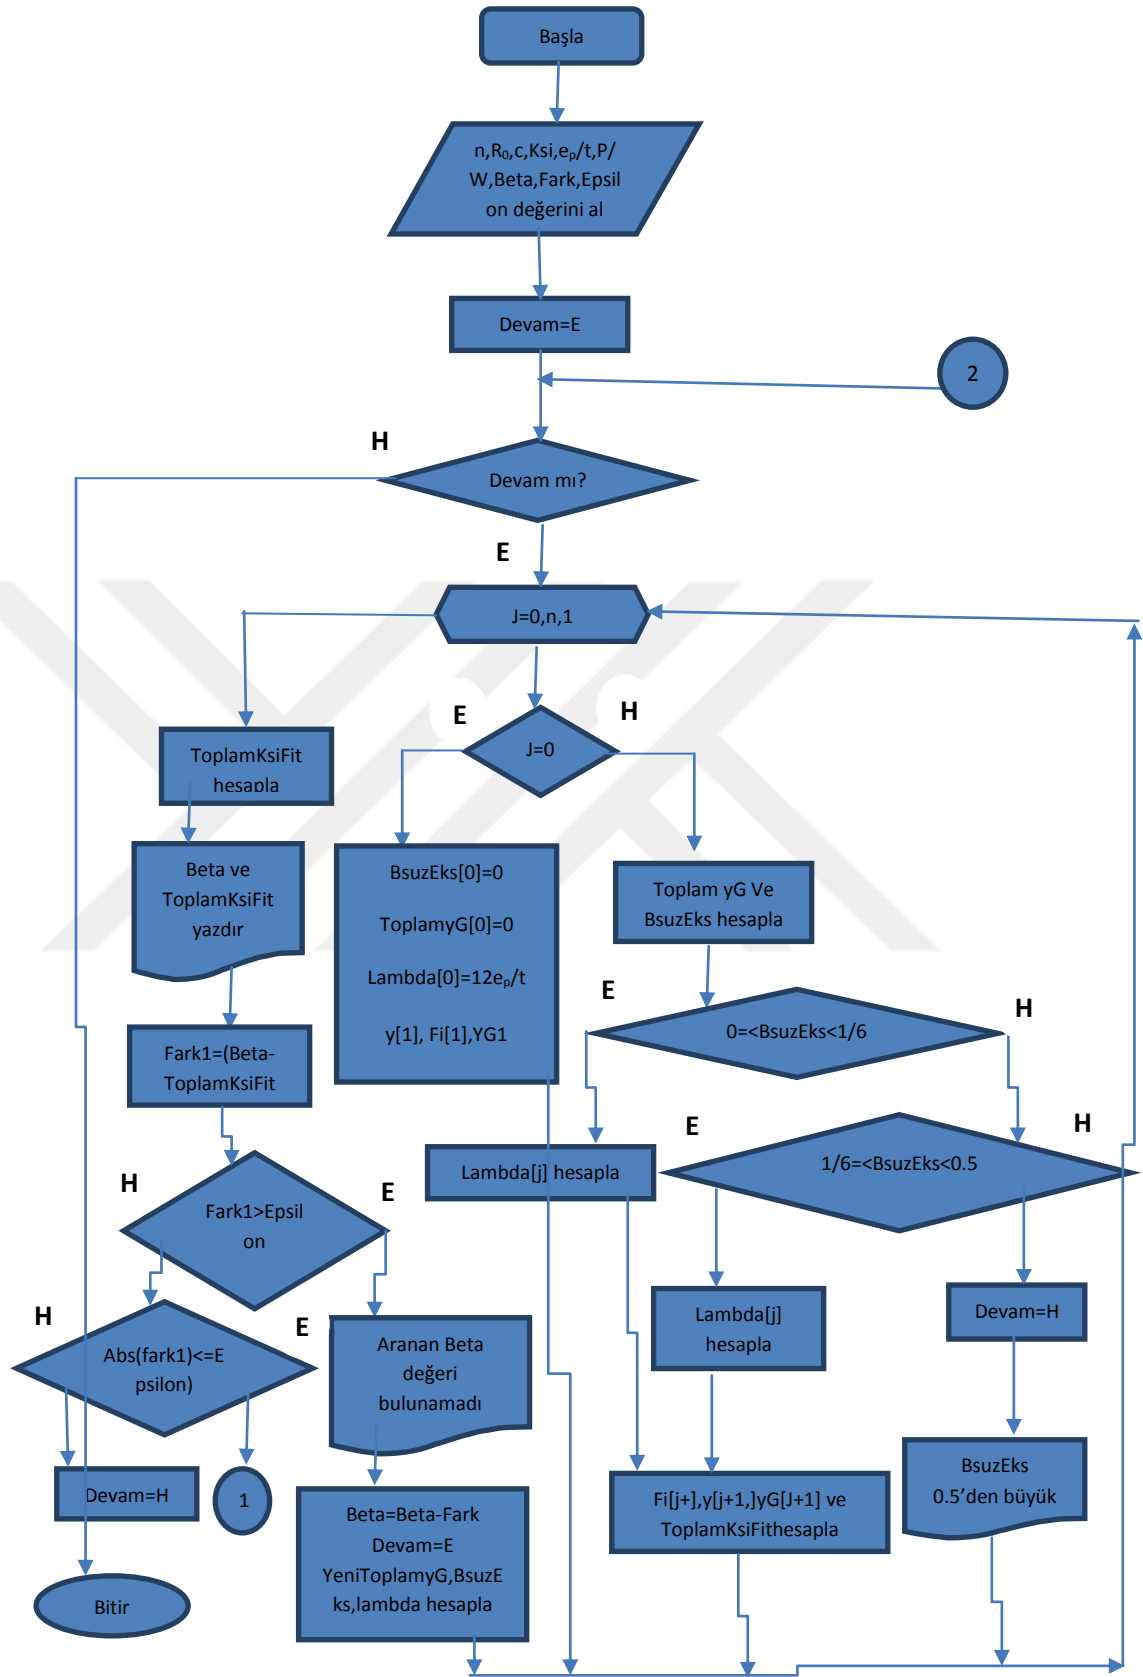 Başla
n,R₀,c,Ksi,eₚ/t,P/
W,Beta,Fark,Epsil
on değerini al
Devam=E
2
H
Devam mı?
E
J=0,n,1
E
H
J=0
ToplamKsiFit
hesapla
Beta ve
ToplamKsiFit
yazdır
BsuzEks[0]=0
ToplamyG[0]=0
Lambda[0]=12eₚ/t
y[1], Fi[1],YG1
Toplam yG Ve
BsuzEks hesapla
E
H
0=<BsuzEks<1/6
Fark1=(Beta-
ToplamKsiFit
E
H
Lambda[j] hesapla
1/6=<BsuzEks<0.5
H
E
Fark1>Epsil
on
H
E
Abs(fark1)<=E
psilon)
Aranan Beta
değeri
bulunamadı
Lambda[j]
hesapla
Devam=H
Devam=H
1
Beta=Beta-Fark
Devam=E
YeniToplamyG,BsuzE
ks,lambda hesapla
Fi[j+],y[j+1,]yG[J+1] ve
ToplamKsiFithesapla
BsuzEks
0.5’den büyük
Bitir